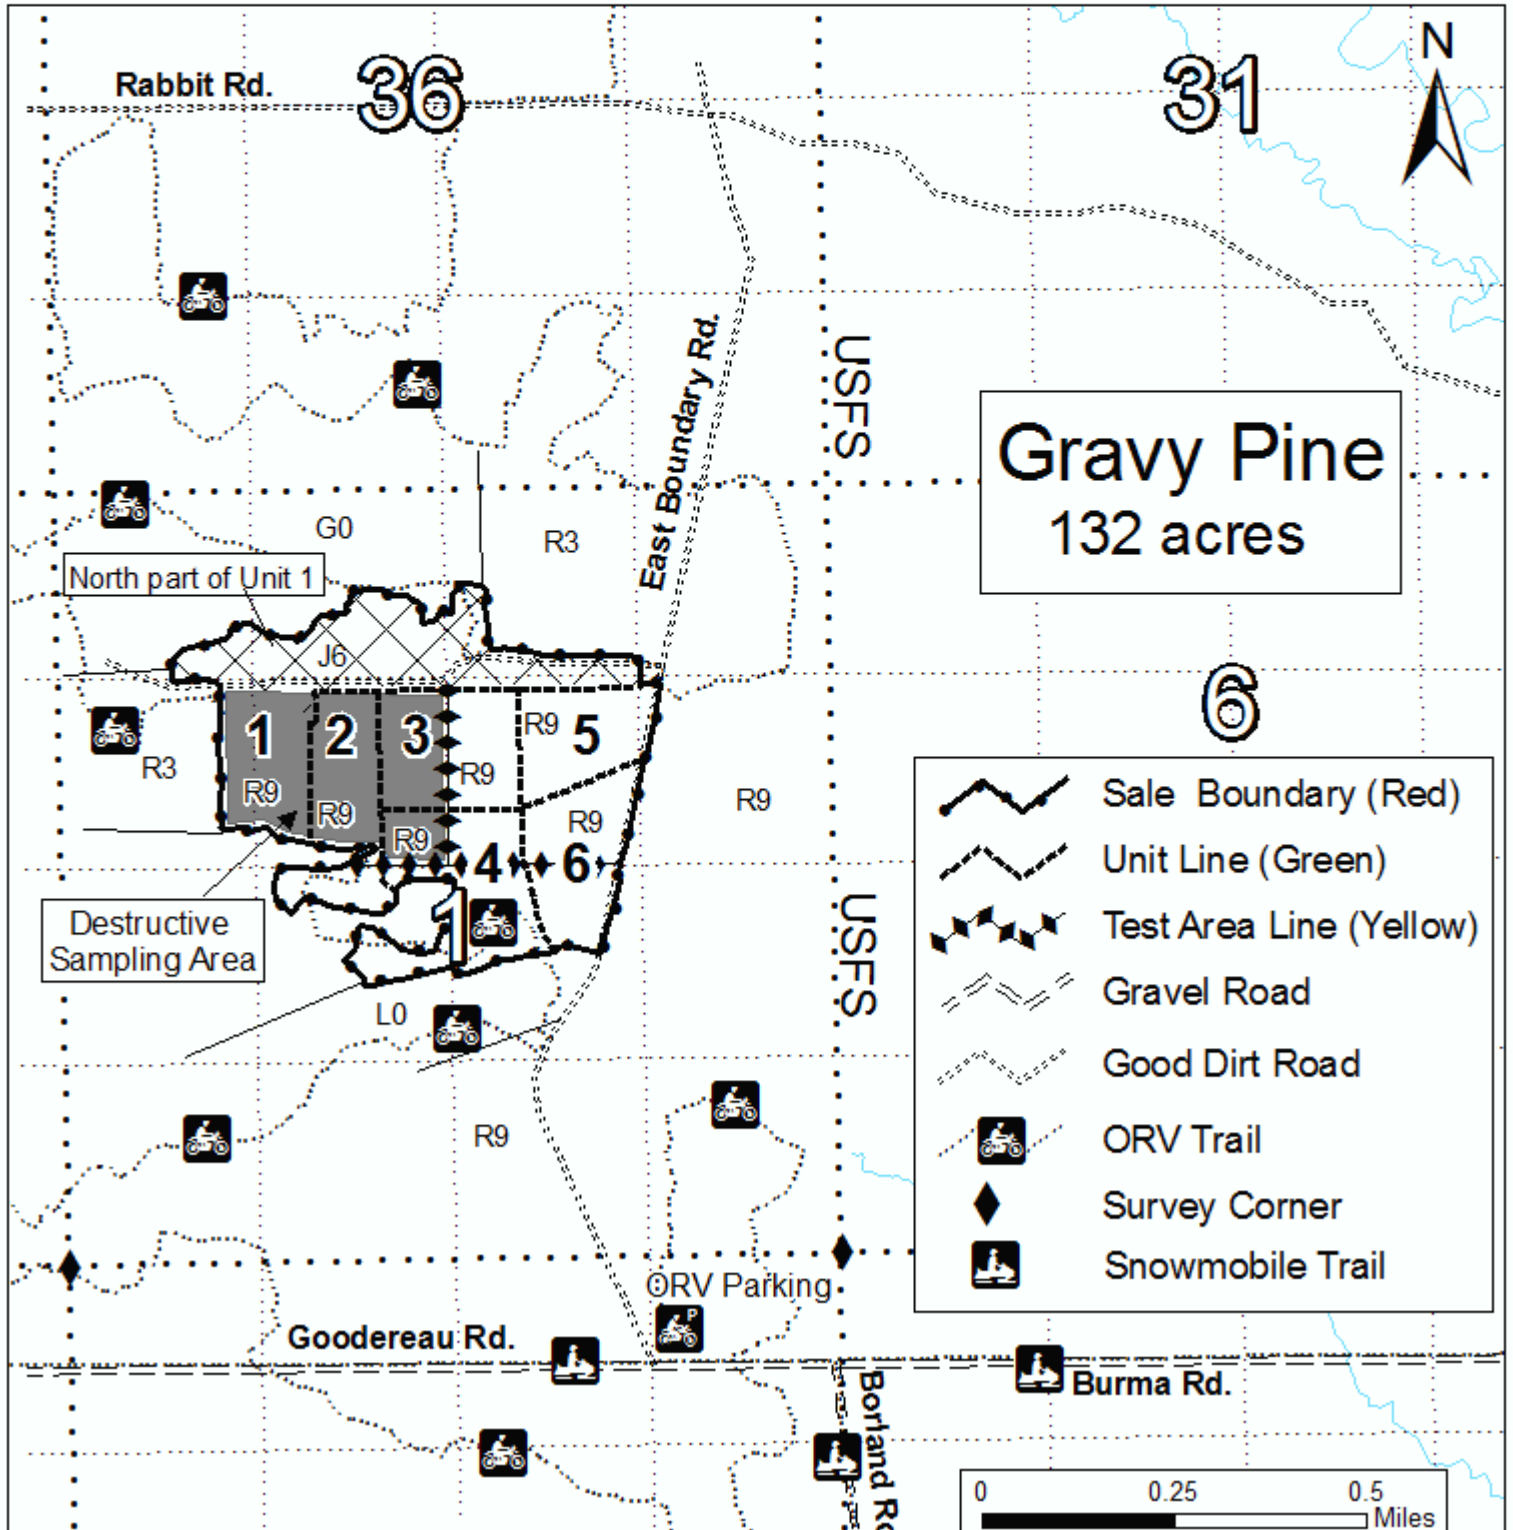 N
36
31
Rabbit Rd.
USFS
East Boundary Rd.
Gravy Pine
132 acres
G0
R3
North part of Unit 1
J6
6
1
2
3
R9
5
R3
R9
R9
R9
R9
R9
R9
4
6
Destructive
Sampling Area
1
USFS
L0
R9
Sale Boundary (Red)
Unit Line (Green)
Test Area Line (Yellow)
Gravel Road
Good Dirt Road
ORV Trail
Survey Corner
Snowmobile Trail
ORV Parking
P
Goodereau Rd.
Burma Rd.
Borland Rd
0 0.25 0.5
Miles